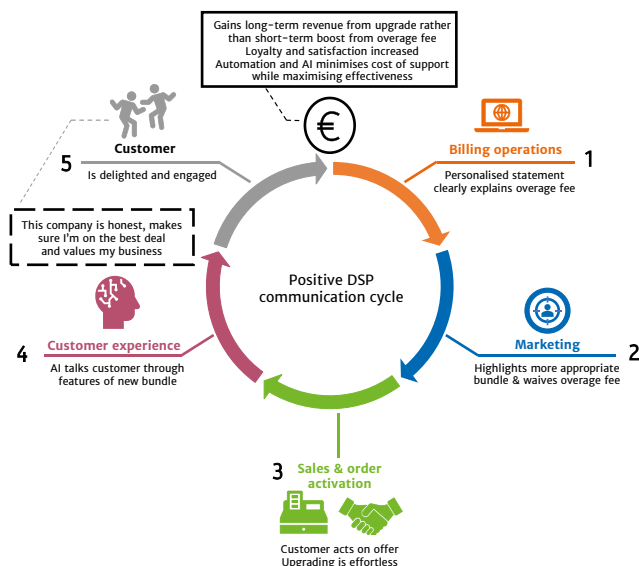 Gains long-term revenue from upgrade rather
than short-term boost from overage fee
Loyalty and satisfaction increased
Automation and AI minimises cost of support
while maximising effectiveness
€
Customer
5
Is delighted and engaged
This company is honest, makes
sure I'm on the best deal
and values my business
Billing operations
1
Personalised statement
clearly explains overage fee
Positive DSP
communication cycle
Marketing
2
Highlights more appropriate
bundle & waives overage fee
3
Sales & order
activation
Customer acts on offer
Upgrading is effortless
Customer experience
4
AI talks customer through
features of new bundle